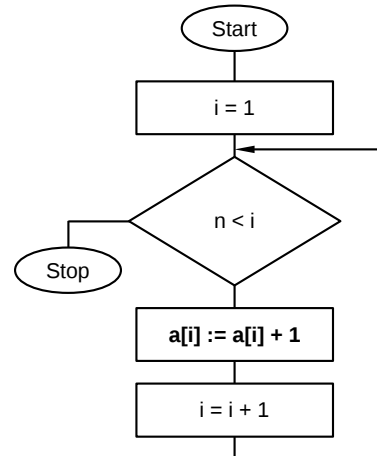 Start
i = 1
n < i
Stop
a[i] := a[i] + 1
i = i + 1